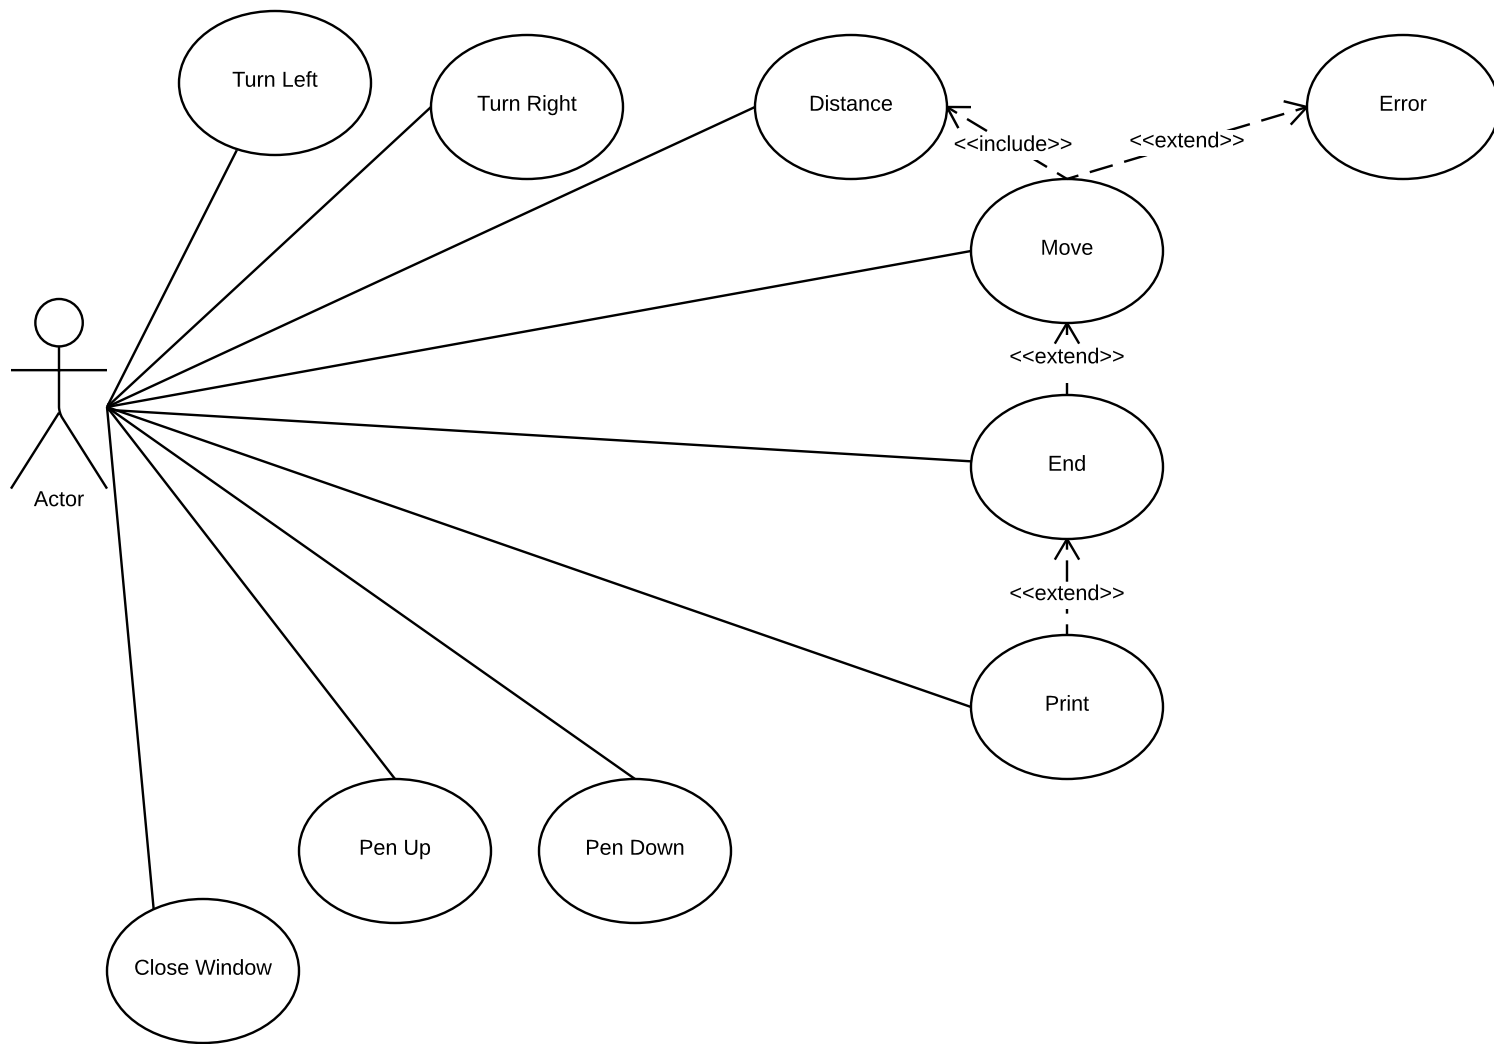 Turn Left
Turn Right
Distance
Error
<<include>>
<<extend>>
Move
<<extend>>
End
Actor
<<extend>>
Print
Pen Up
Pen Down
Close Window